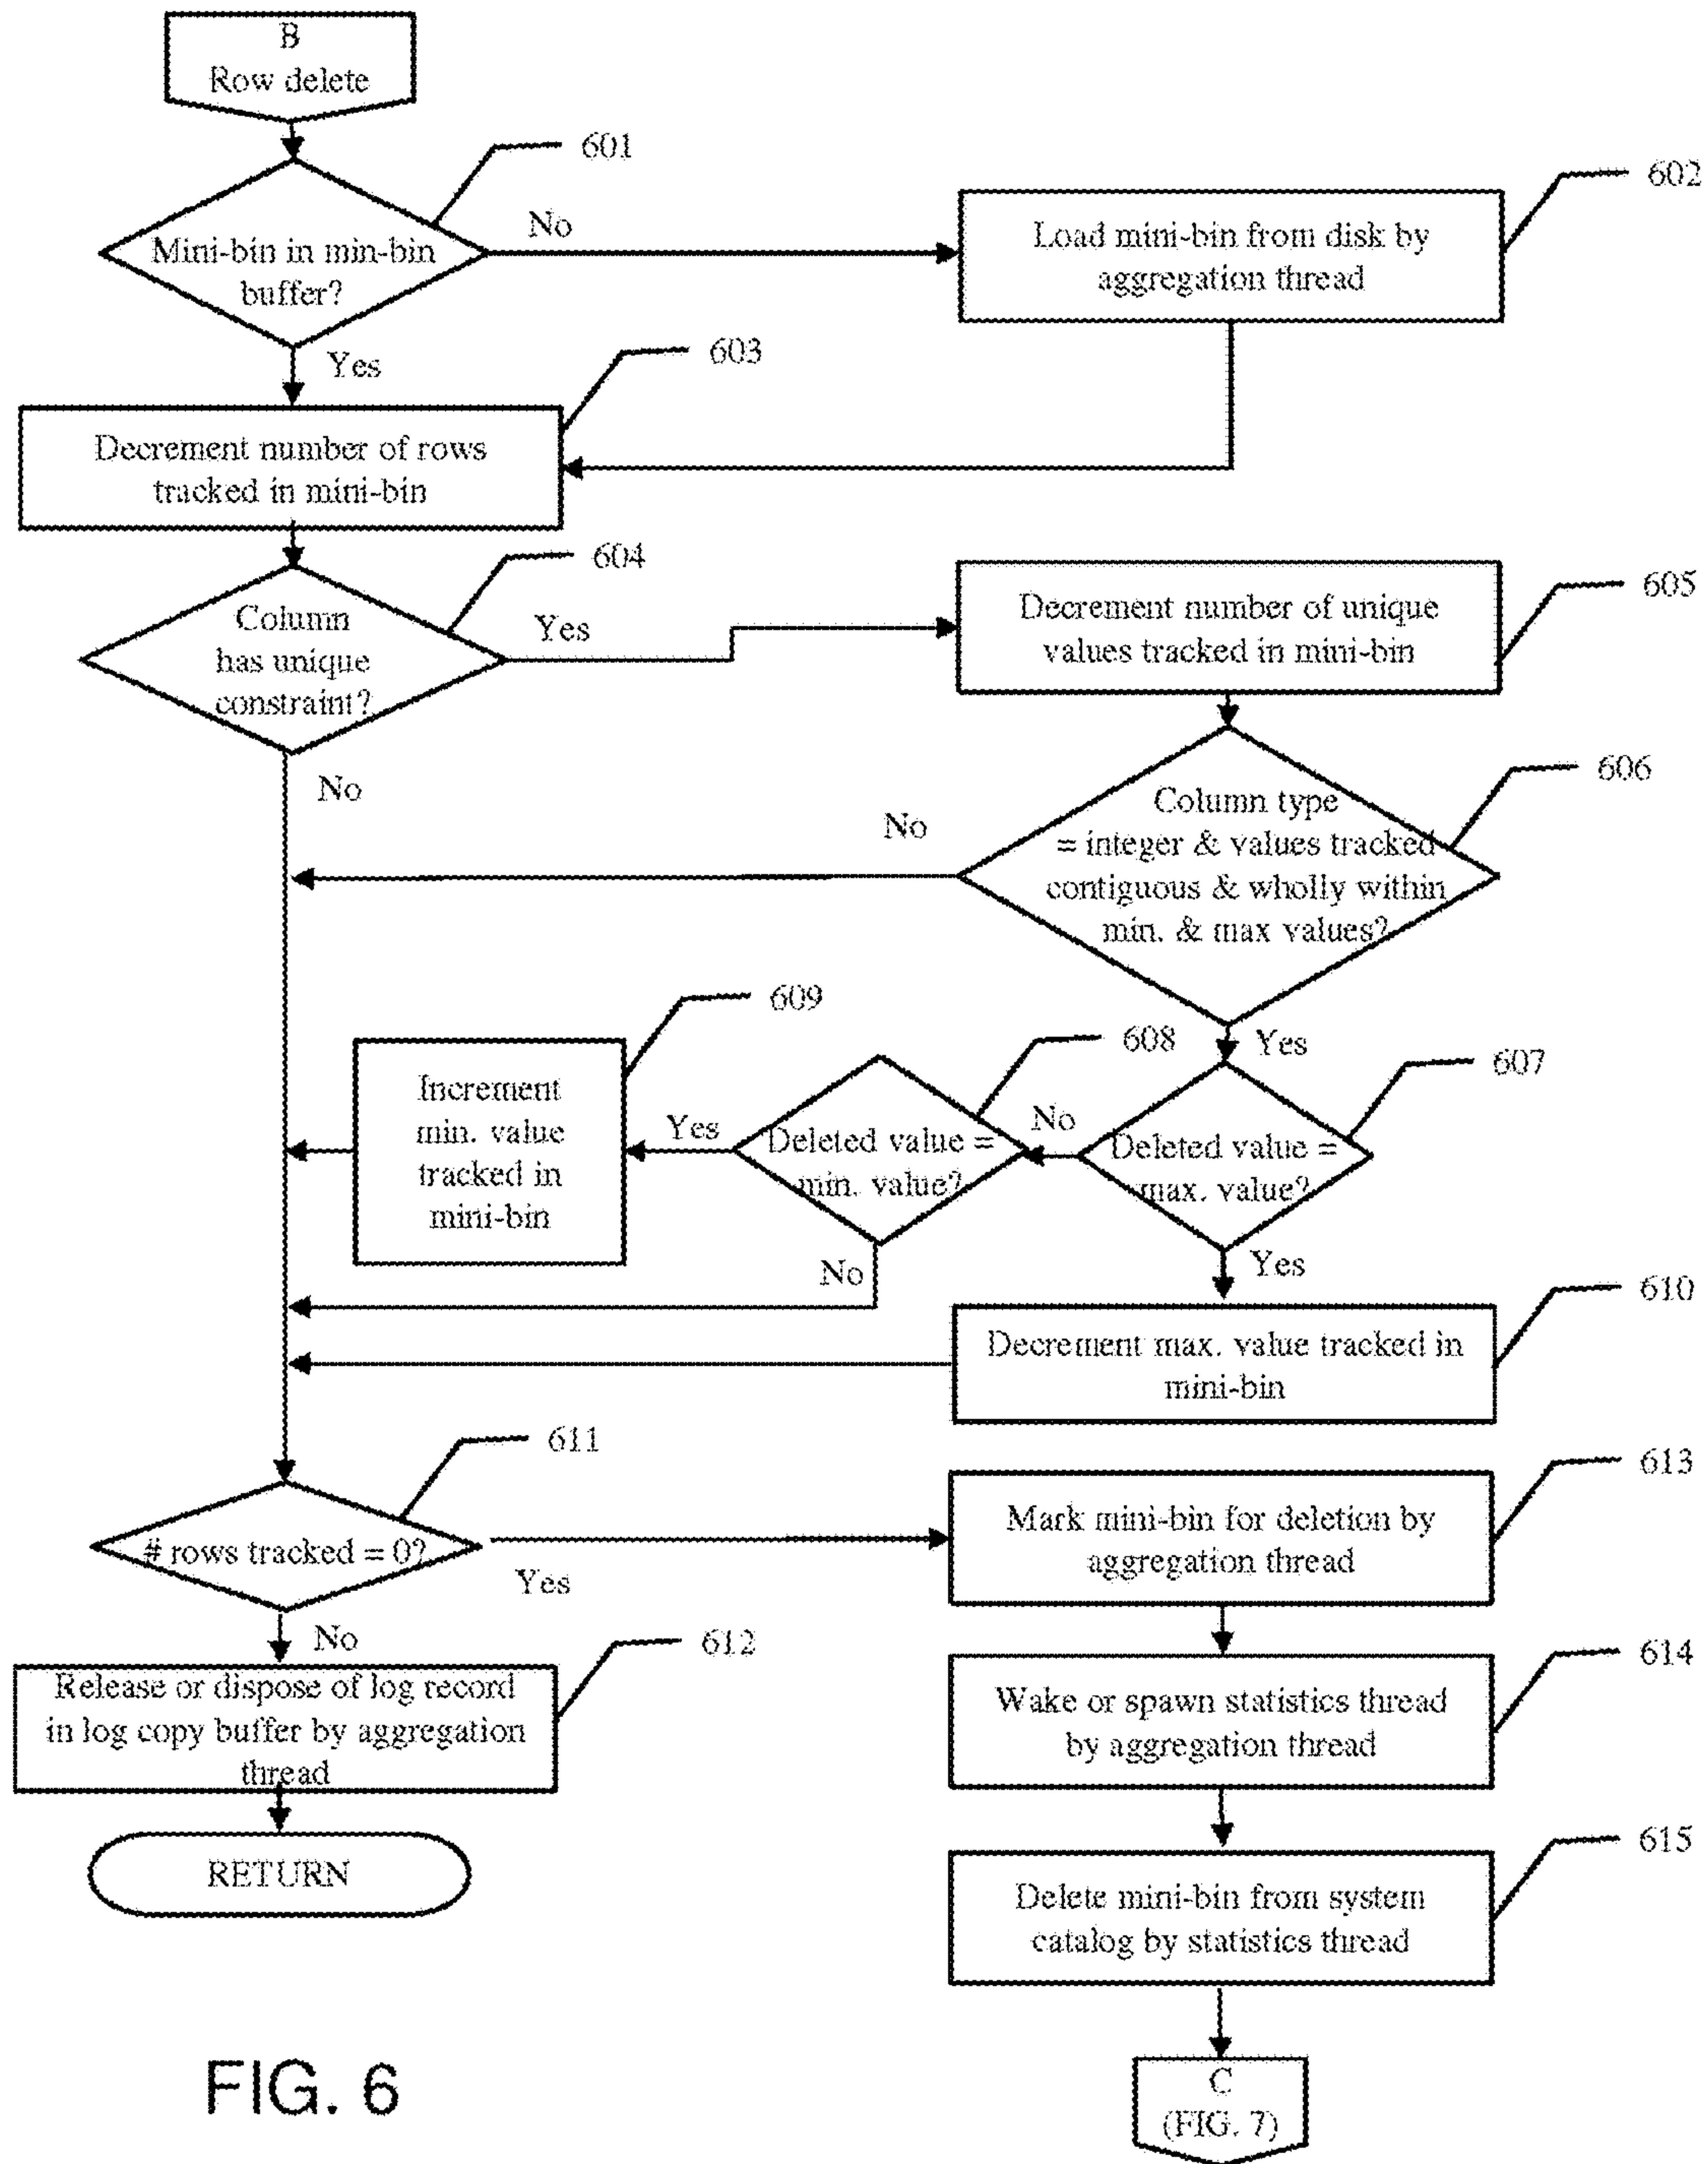 B
Row delete
601
Mini-bin in min-bin
buffer?
No
602
Load mini-bin from disk by
aggregation thread
Yes
603
Decrement number of rows
tracked in mini-bin
604
Column
has unique
constraint?
Yes
605
Decrement number of unique
values tracked in mini-bin
No
606
Column type
= integer & values tracked
contiguous & wholly within
min. & max values?
No
Yes
607
Deleted value =
max. value?
No
608
Deleted value =
min. value?
Yes
609
Increment
min. value
tracked in
mini-bin
No
Yes
610
Decrement max. value tracked in
mini-bin
611
# rows tracked = 0?
Yes
613
Mark mini-bin for deletion by
aggregation thread
No
612
Release or dispose of log record
in log copy buffer by aggregation
thread
614
Wake or spawn statistics thread
by aggregation thread
RETURN
615
Delete mini-bin from system
catalog by statistics thread
C
(FIG. 7)
FIG. 6